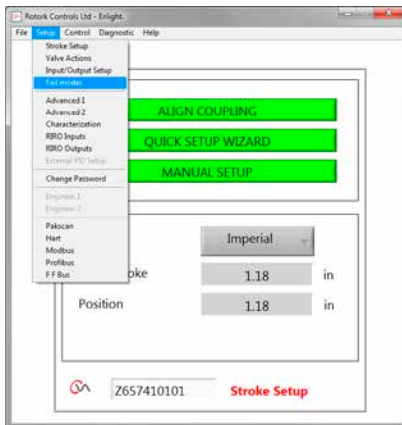 Rotork Controls Ltd - Enlight.
File Setup Control Diagnostic Help
Stroke Setup
Valve Actions
Input/Output Setup
Fail modes
Advanced 1
Advanced 2
Characterization
RIRO Inputs
RIRO Outputs
External PID Setup
Change Password
Engineer 1
Engineer 2
Pakscan
Hart
Modbus
Profibus
F F Bus
ALIGN COUPLING
QUICK SETUP WIZARD
MANUAL SETUP
Imperial
oke 1.18 in
Position 1.18 in
Z657410101 Stroke Setup